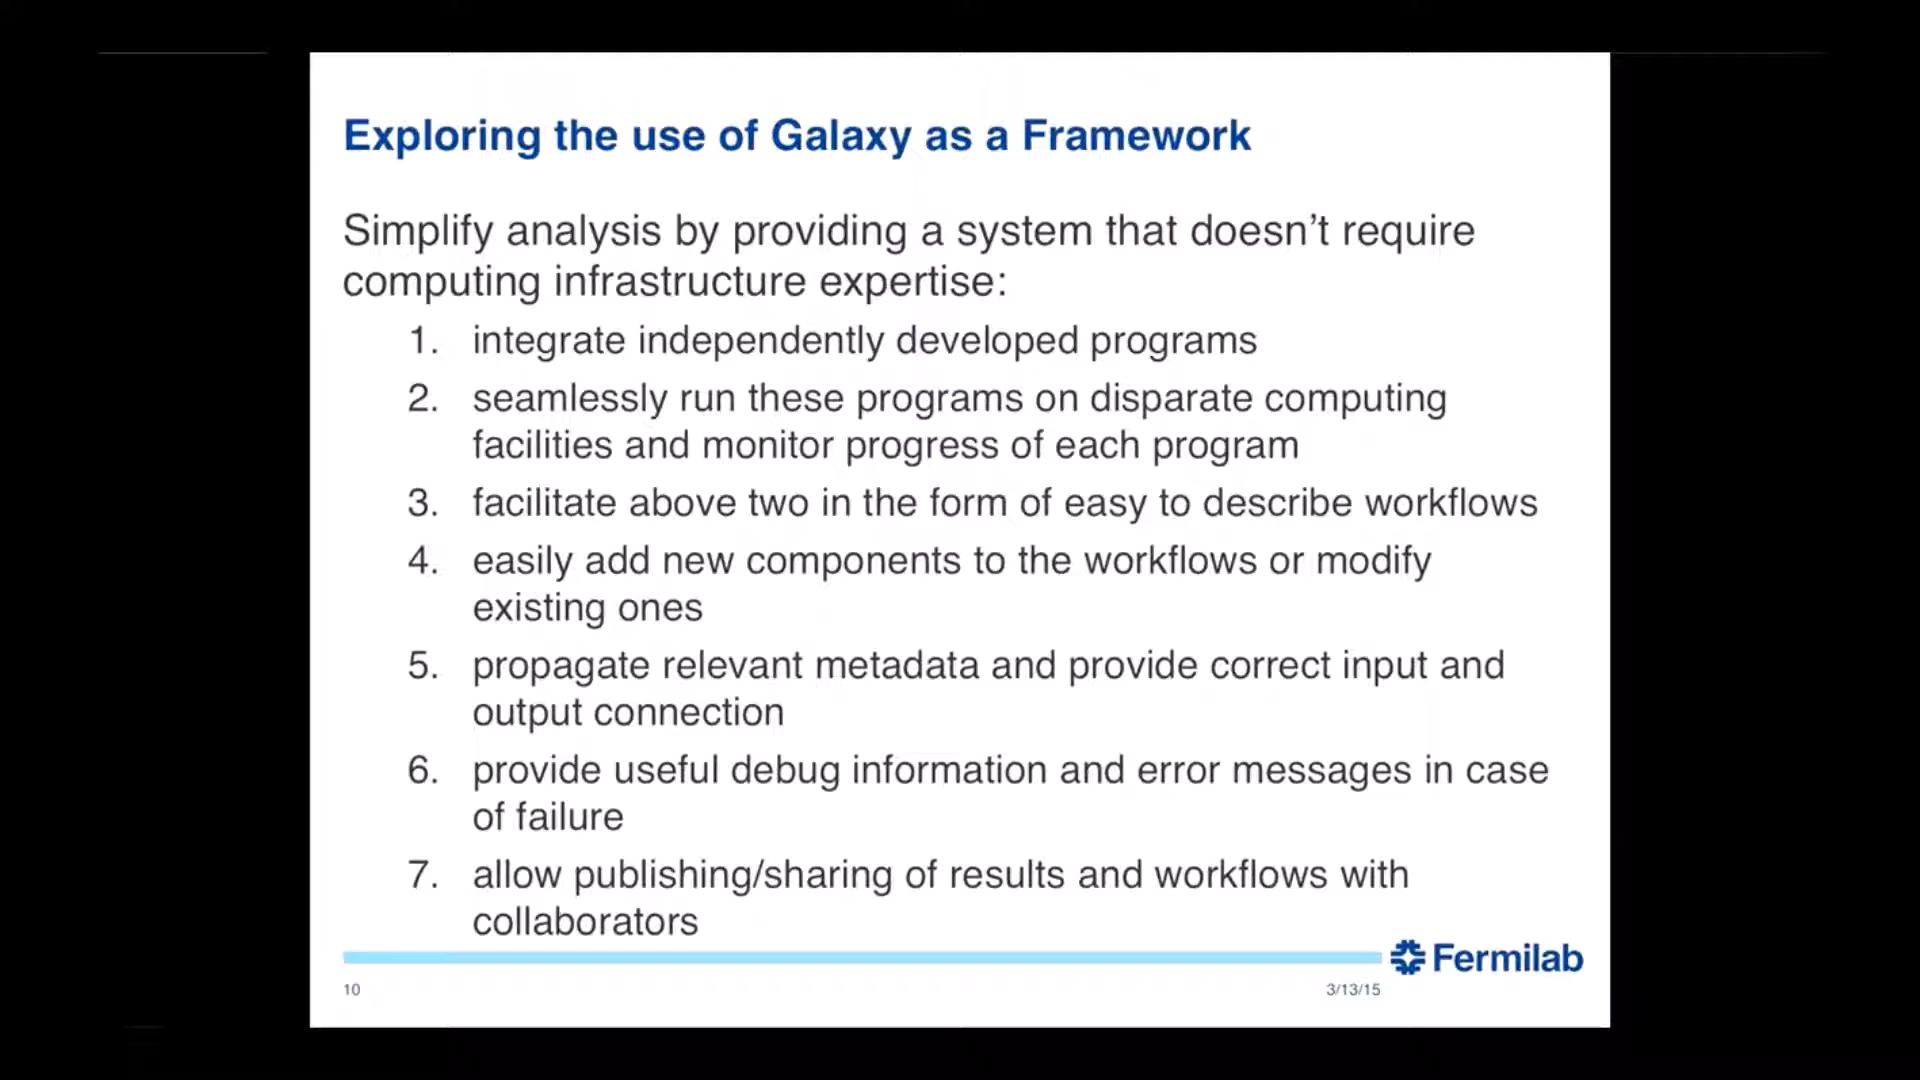 Exploring the use of Galaxy as a Framework
Simplify analysis by providing a system that doesn’t require
computing infrastructure expertise:
1. integrate independently developed programs
2. seamlessly run these programs on disparate computing
facilities and monitor progress of each program
3. facilitate above two in the form of easy to describe workflows
4. easily add new components to the workflows or modify
existing ones
5. propagate relevant metadata and provide correct input and
output connection
6. provide useful debug information and error messages in case
of failure
7. allow publishing/sharing of results and workflows with
collaborators
Fermilab
10
3/13/15